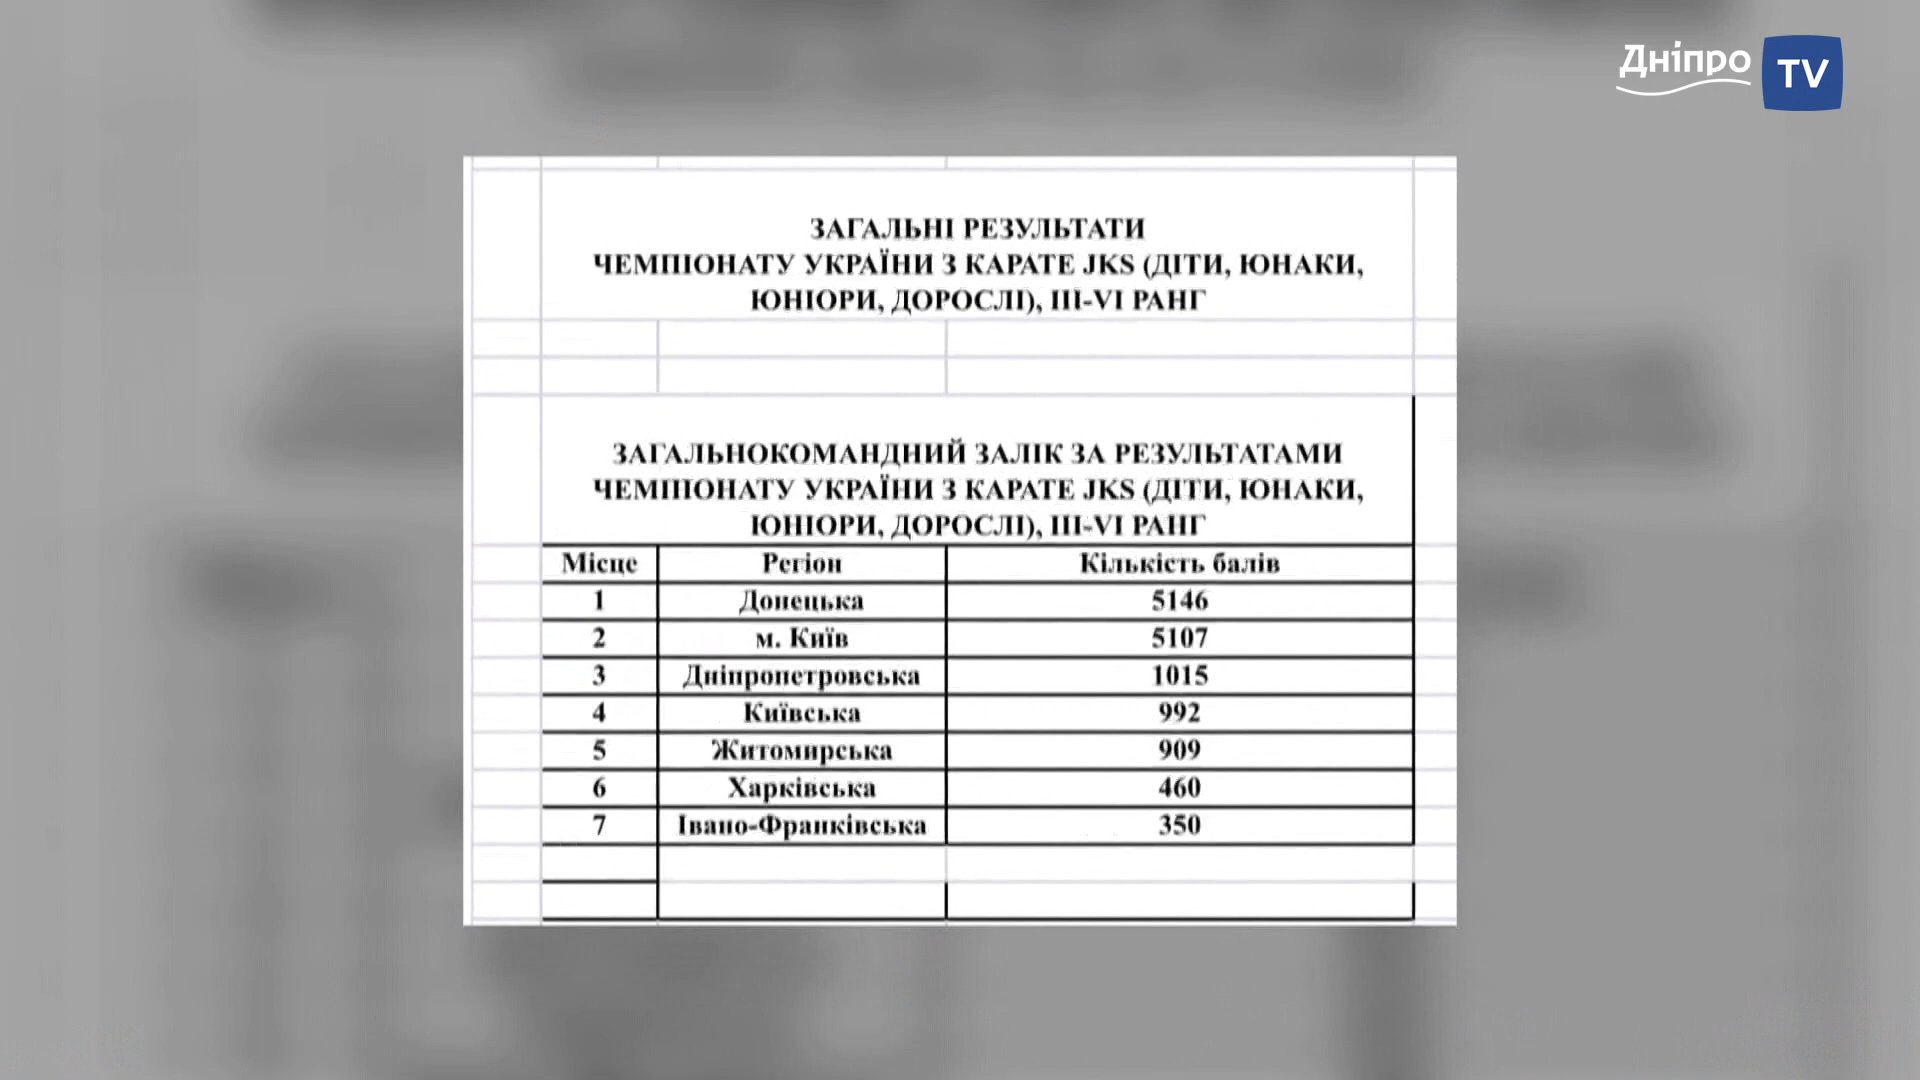 Дніпро TV
ЗАГАЛЬНІ РЕЗУЛЬТАТИ
ЧЕМПІОНАТУ УКРАЇНИ З КАРАТЕ JKS (ДІТИ, ЮНАКИ,
ЮНІОРИ, ДОРОСЛІ), III-VI РАНГ
ЗАГАЛЬНОКОМАНДНИЙ ЗАЛІК ЗА РЕЗУЛЬТАТАМИ
ЧЕМПІОНАТУ УКРАЇНИ З КАРАТЕ JKS (ДІТИ, ЮНАКИ,
ЮНІОРИ, ДОРОСЛІ), III-VI РАНГ
Місце Регіон Кількість балів
1 Донецька 5146
2 м. Київ 5107
3 Дніпропетровська 1015
4 Київська 992
5 Житомирська 909
6 Харківська 460
7 Івано-Франківська 350